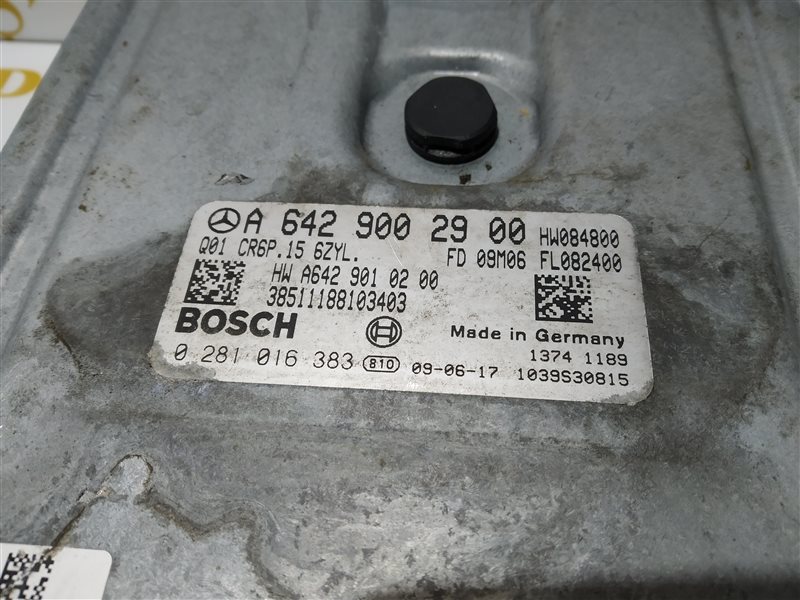 A 642 900 29 00 HW084800
Q01 CR6P.15 6ZYL. FD 09M06 FL082400
HW A642 901 02 00
38511188103403
BOSCH Made in Germany
1374 1189
0 281 016 383 B10 09-06-17 1039S30815